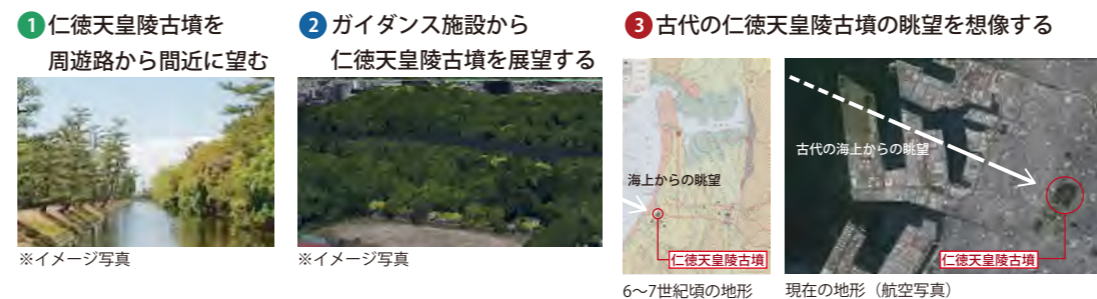 1 仁徳天皇陵古墳を
周遊路から間近に望む
※イメージ写真
2 ガイダンス施設から
仁徳天皇陵古墳を展望する
※イメージ写真
3 古代の仁徳天皇陵古墳の眺望を想像する
海上からの眺望
仁徳天皇陵古墳
6〜7世紀頃の地形
古代の海上からの眺望
仁徳天皇陵古墳
現在の地形（航空写真）